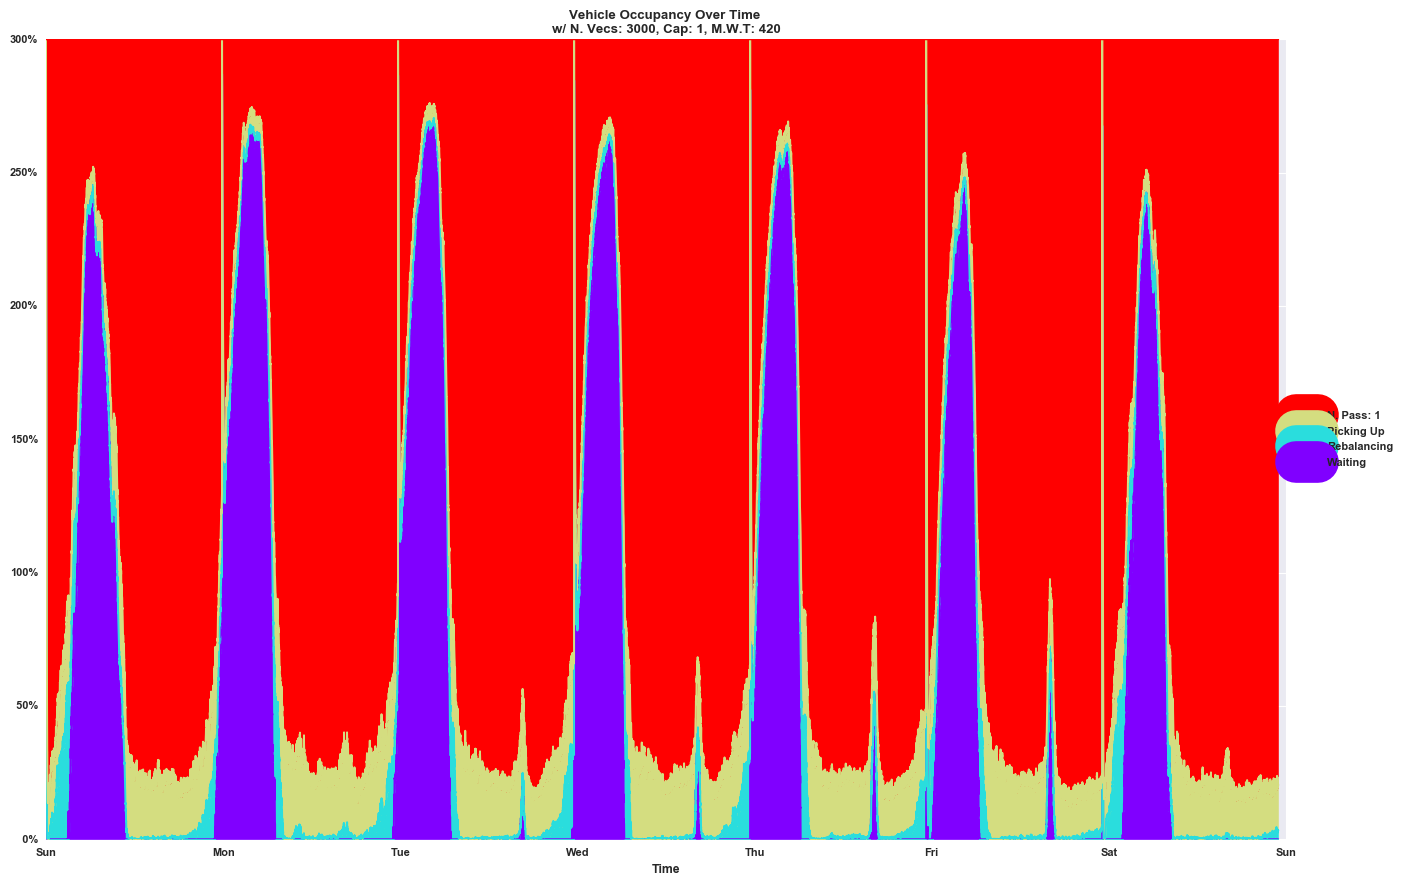 Vehicle Occupancy Over Time
w/ N. Vecs: 3000, Cap: 1, M.W.T: 420
300%
250%
200%
150%
100%
50%
0%
Sun Mon Tue Wed Thu Fri Sat Sun
Time
Pass: 1
Picking Up
Rebalancing
Waiting